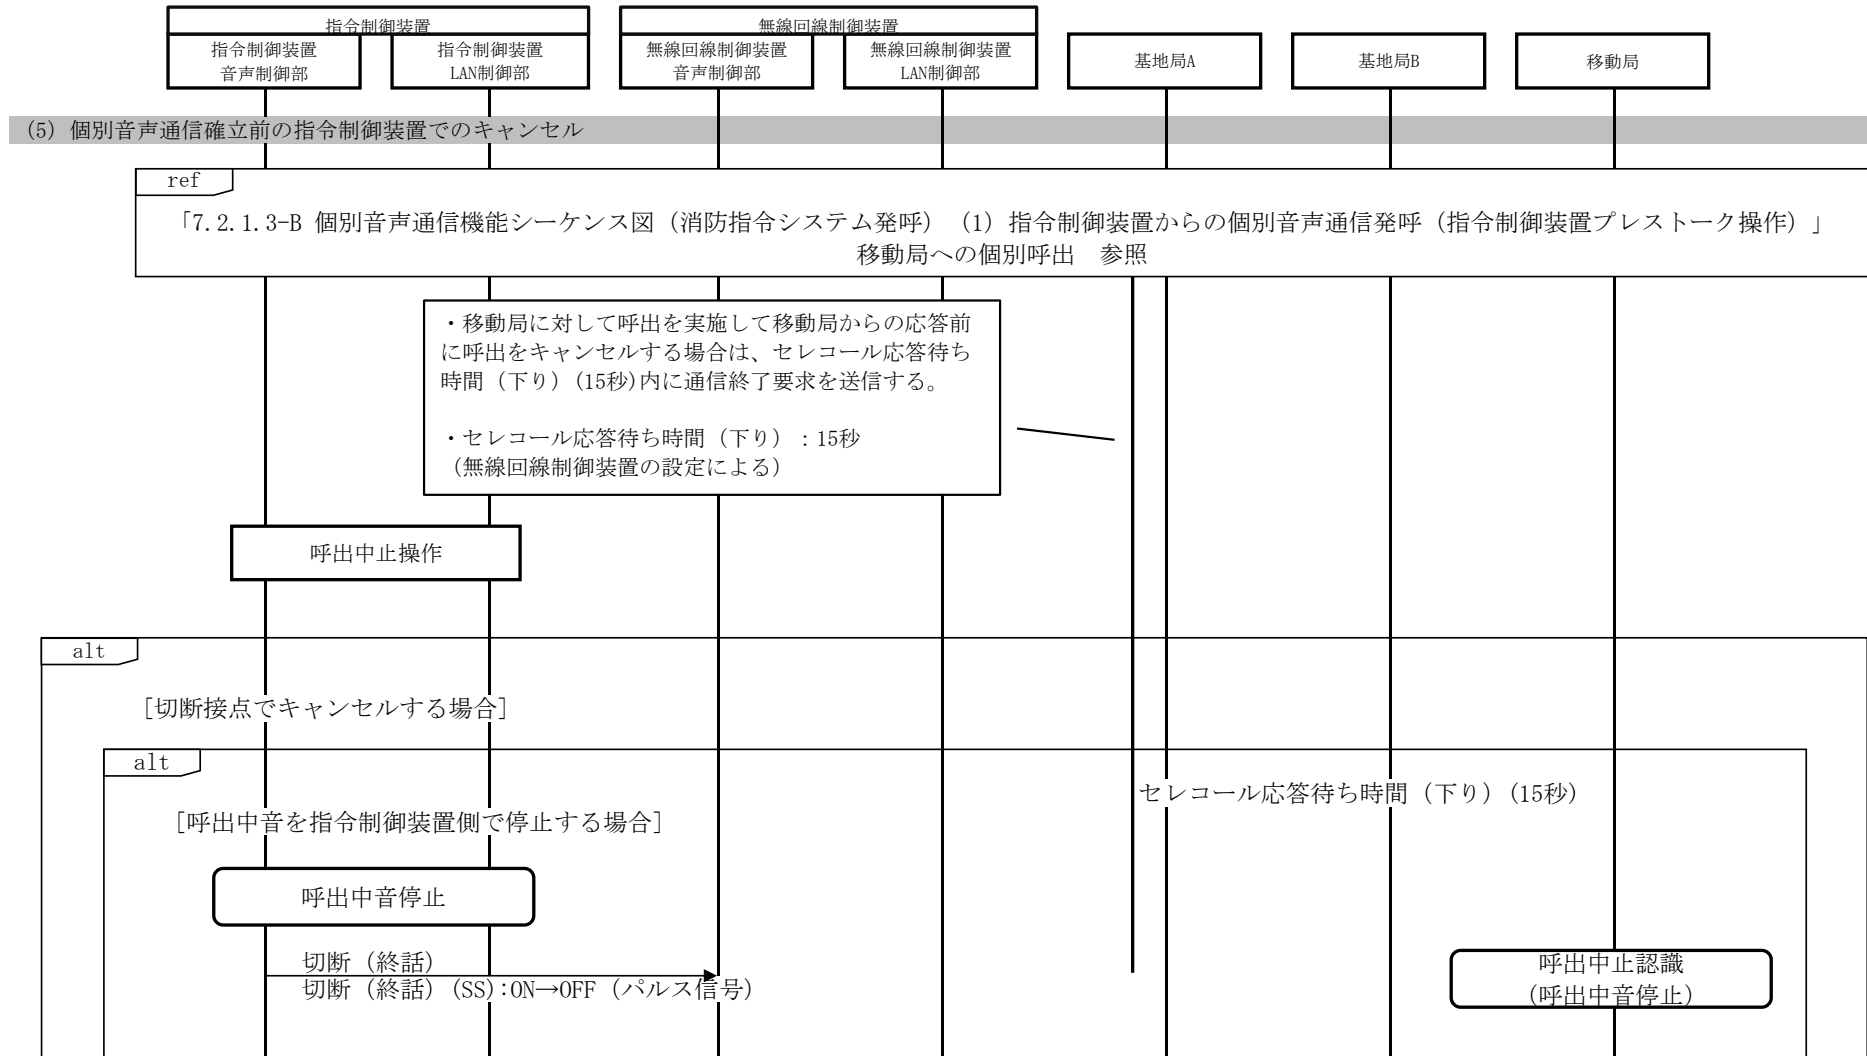 指令制御装置
無線回線制御装置
指令制御装置
音声制御部
指令制御装置
LAN制御部
無線回線制御装置
音声制御部
無線回線制御装置
LAN制御部
基地局A
基地局B
移動局
(5) 個別音声通信確立前の指令制御装置でのキャンセル
ref
「7.2.1.3-B 個別音声通信機能シーケンス図（消防指令システム発呼）（1）指令制御装置からの個別音声通信発呼（指令制御装置プレストーク操作）」
移動局への個別呼出　参照
・移動局に対して呼出を実施して移動局からの応答前
に呼出をキャンセルする場合は、セレコール応答待ち
時間（下り）(15秒)内に通信終了要求を送信する。
・セレコール応答待ち時間（下り）：15秒
（無線回線制御装置の設定による）
呼出中止操作
alt
[切断接点でキャンセルする場合]
alt
セレコール応答待ち時間（下り）(15秒)
[呼出中音を指令制御装置側で停止する場合]
呼出中音停止
切断（終話）
切断（終話）(SS):ON→OFF（パルス信号）
呼出中止認識
(呼出中音停止)